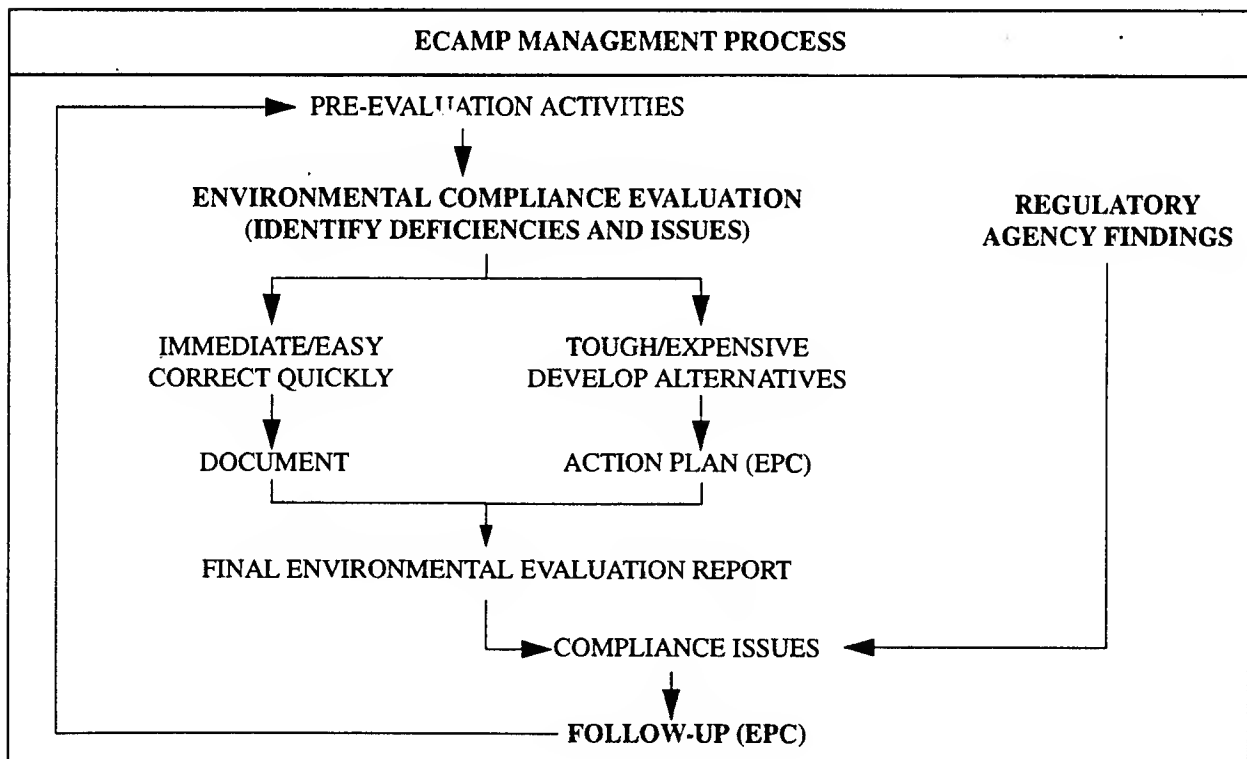 ECAMP MANAGEMENT PROCESS
PRE-EVALUATION ACTIVITIES
ENVIRONMENTAL COMPLIANCE EVALUATION
(IDENTIFY DEFICIENCIES AND ISSUES)
REGULATORY
AGENCY FINDINGS
IMMEDIATE/EASY
CORRECT QUICKLY
TOUGH/EXPENSIVE
DEVELOP ALTERNATIVES
DOCUMENT
ACTION PLAN (EPC)
FINAL ENVIRONMENTAL EVALUATION REPORT
COMPLIANCE ISSUES
FOLLOW-UP (EPC)